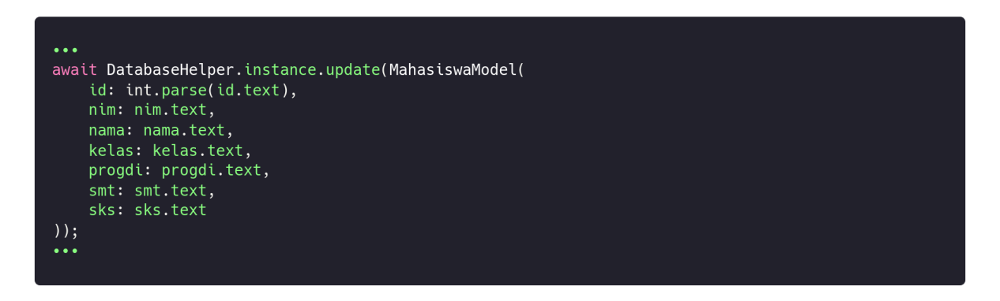 •••
await DatabaseHelper.instance.update(MahasiswaModel(
    id: int.parse(id.text),
    nim: nim.text,
    nama: nama.text,
    kelas: kelas.text,
    progdi: progdi.text,
    smt: smt.text,
    sks: sks.text
));
•••